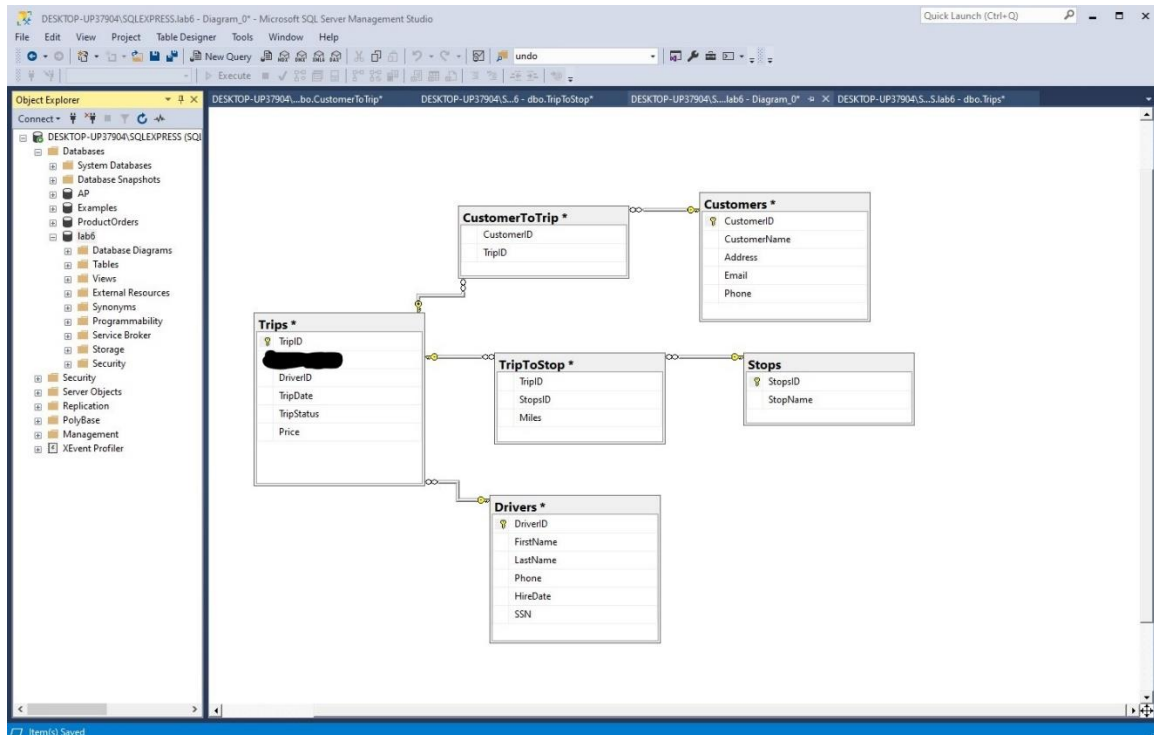 DESKTOP-UP37904\SQLEXPRESS.lab6 - Diagram_0* - Microsoft SQL Server Management Studio
Quick Launch (Ctrl+Q)
File Edit View Project Table Designer Tools Window Help
New Query
undo
Execute
Object Explorer
DESKTOP-UP37904\...bo.CustomerToTrip*
DESKTOP-UP37904\S...6 - dbo.TripToStop*
DESKTOP-UP37904\S....lab6 - Diagram_0*
DESKTOP-UP37904\S...S.lab6 - dbo.Trips*
Connect
DESKTOP-UP37904\SQLEXPRESS (SQL
Databases
System Databases
Database Snapshots
AP
Examples
ProductOrders
lab6
Database Diagrams
Tables
Views
External Resources
Synonyms
Programmability
Service Broker
Storage
Security
Security
Server Objects
Replication
PolyBase
Management
XEvent Profiler
CustomerToTrip *
CustomerID
TripID
Customers *
CustomerID
CustomerName
Address
Email
Phone
Trips *
TripID
DriverID
TripDate
TripStatus
Price
TripToStop *
TripID
StopsID
Miles
Stops
StopsID
StopName
Drivers *
DriverID
FirstName
LastName
Phone
HireDate
SSN
Item(s) Saved